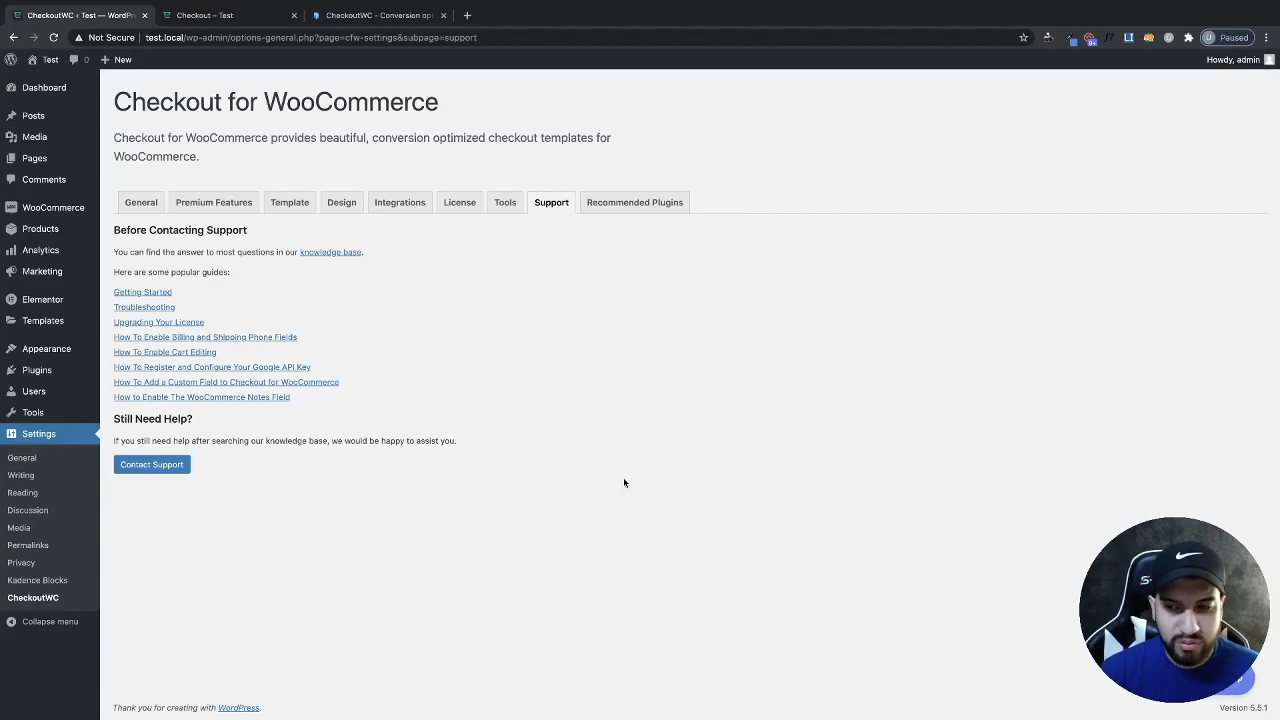 CheckoutWC ‹ Test — WordPr
Checkout –
CheckoutWC - Conversion opt
Not Secure
test.local/wp-admin/options-general.php?page=cfw-settings&subpage=support
Paused
Test
0
New
Howdy, admin
Dashboard
Posts
Media
Pages
Comments
WooCommerce
Products
Analytics
Marketing
Elementor
Templates
Appearance
Plugins
Users
Tools
Settings
General
Writing
Reading
Discussion
Media
Permalinks
Privacy
Kadence Blocks
CheckoutWC
Collapse menu
Checkout for WooCommerce
Checkout for WooCommerce provides beautiful, conversion optimized checkout templates for
WooCommerce.
General
Premium Features
Template
Design
Integrations
License
Tools
Support
Recommended Plugins
Before Contacting Support
You can find the answer to most questions in our knowledge base.
Here are some popular guides:
Getting Started
Troubleshooting
Upgrading Your License
How To Enable Billing and Shipping Phone Fields
How To Enable Cart Editing
How To Register and Configure Your Google API Key
How To Add a Custom Field to Checkout for WooCommerce
How to Enable The WooCommerce Notes Field
Still Need Help?
If you still need help after searching our knowledge base, we would be happy to assist you.
Contact Support
Thank you for creating with WordPress.
Version 5.5.1